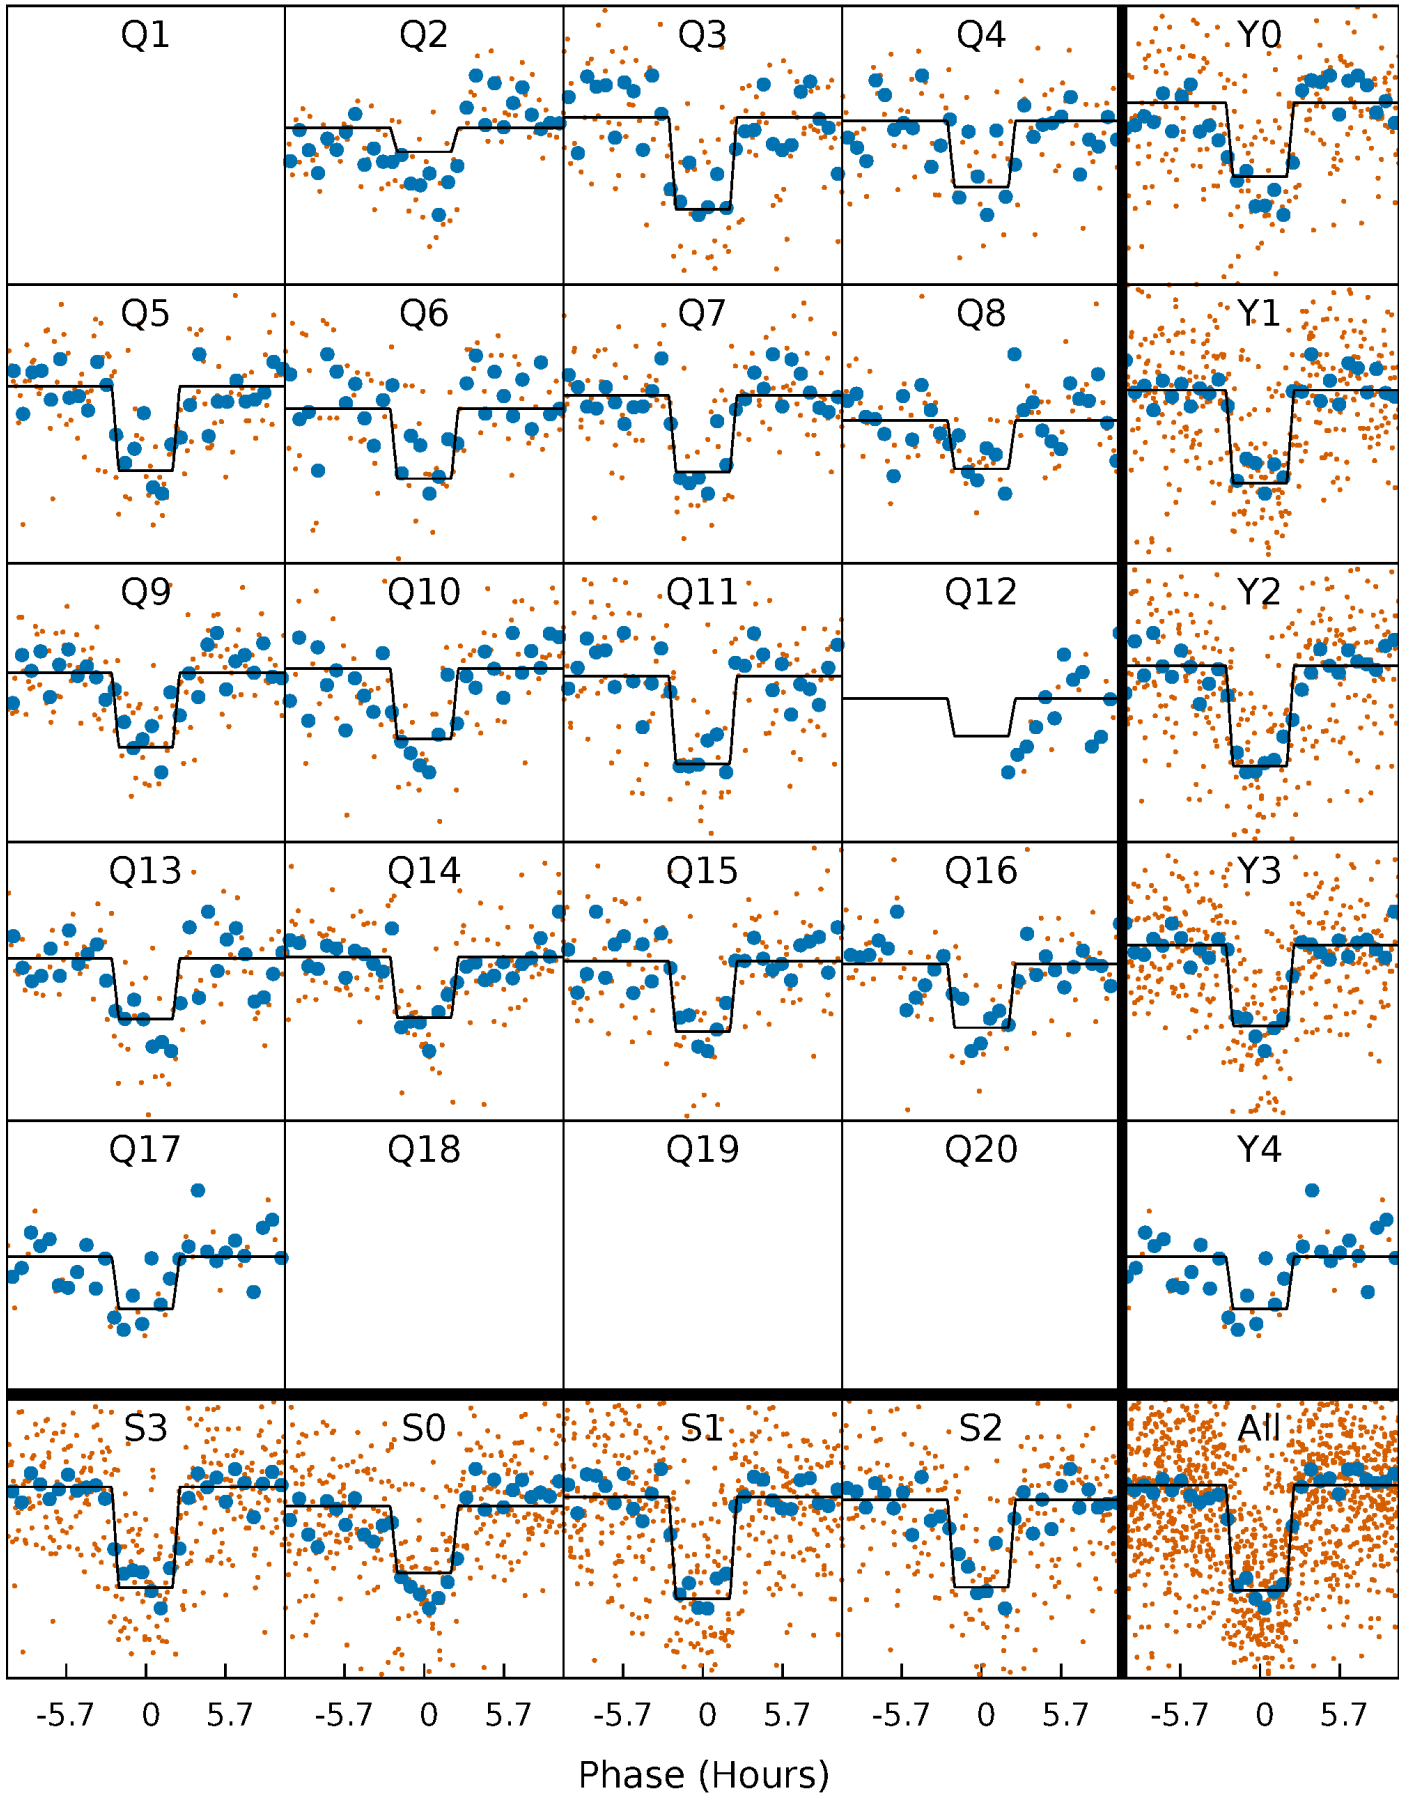 Q1 Q2 Q3 Q4 Y0
Q5 Q6 Q7 Q8 Y1
Q9 Q10 Q11 Q12 Y2
Q13 Q14 Q15 Q16 Y3
Q17 Q18 Q19 Q20 Y4
S3 S0 S1 S2 All
-5.7 0 5.7 -5.7 0 5.7 -5.7 0 5.7 -5.7 0 5.7 -5.7 0 5.7
Phase (Hours)